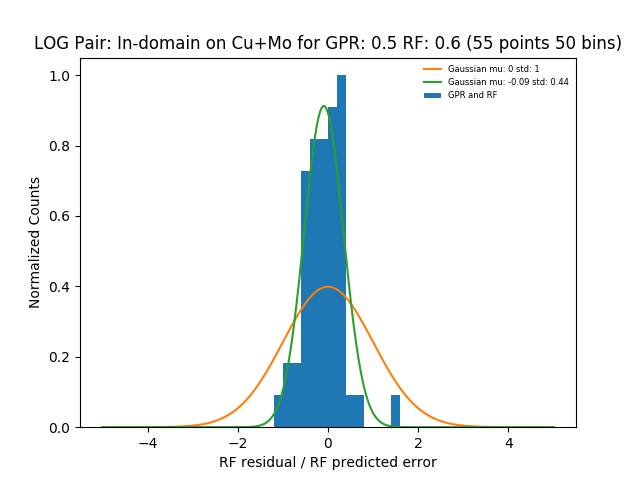 LOG Pair: In-domain on Cu+Mo for GPR: 0.5 RF: 0.6 (55 points 50 bins)
Gaussian mu: 0 std: 1
Gaussian mu: -0.09 std: 0.44
GPR and RF
1.0
0.8
0.6
0.4
0.2
0.0
Normalized Counts
−4 −2 0 2 4
RF residual / RF predicted error